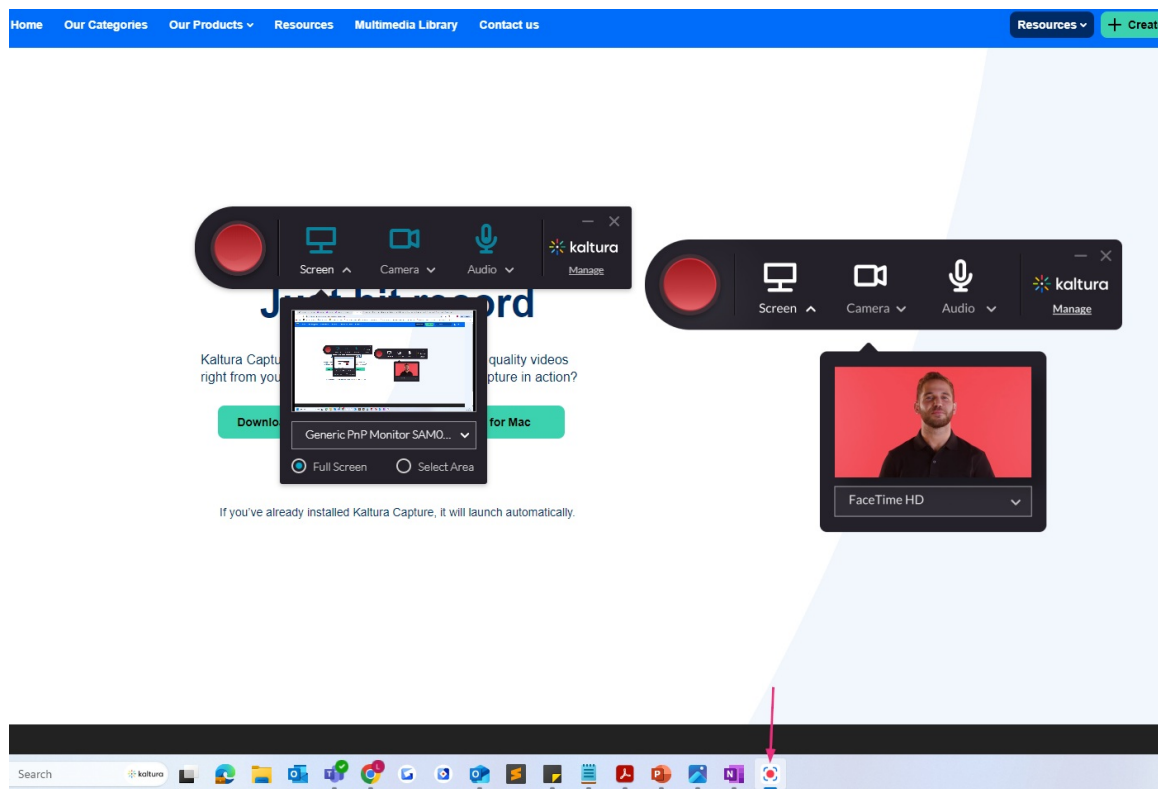 Home Our Categories Our Products Resources Multimedia Library Contact us Resources + Creat
Screen Camera Audio kaltura Manage
Screen Camera Audio kaltura Manage
ord
Kaltura Captu quality videos
right from you pture in action?
Downlo for Mac
Generic PnP Monitor SAM0...
Full Screen Select Area
FaceTime HD
If you've already installed Kaltura Capture, it will launch automatically.
Search kaltura